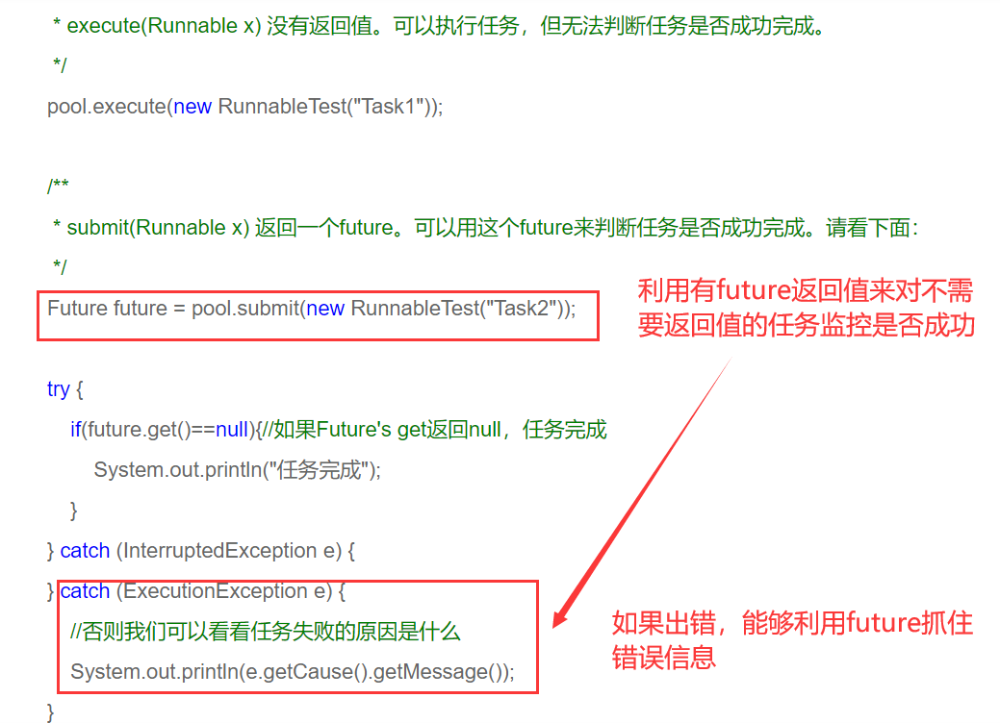 * execute(Runnable x) 没有返回值。可以执行任务，但无法判断任务是否成功完成。
*/
pool.execute(new RunnableTest("Task1"));
/**
* submit(Runnable x) 返回一个future。可以用这个future来判断任务是否成功完成。请看下面：
*/
Future future = pool.submit(new RunnableTest("Task2"));
利用有future返回值来对不需
要返回值的任务监控是否成功
try {
if(future.get()==null){//如果Future's get返回null，任务完成
System.out.println("任务完成");
}
} catch (InterruptedException e) {
} catch (ExecutionException e) {
//否则我们可以看看任务失败的原因是什么
System.out.println(e.getCause().getMessage());
如果出错，能够利用future抓住
错误信息
}